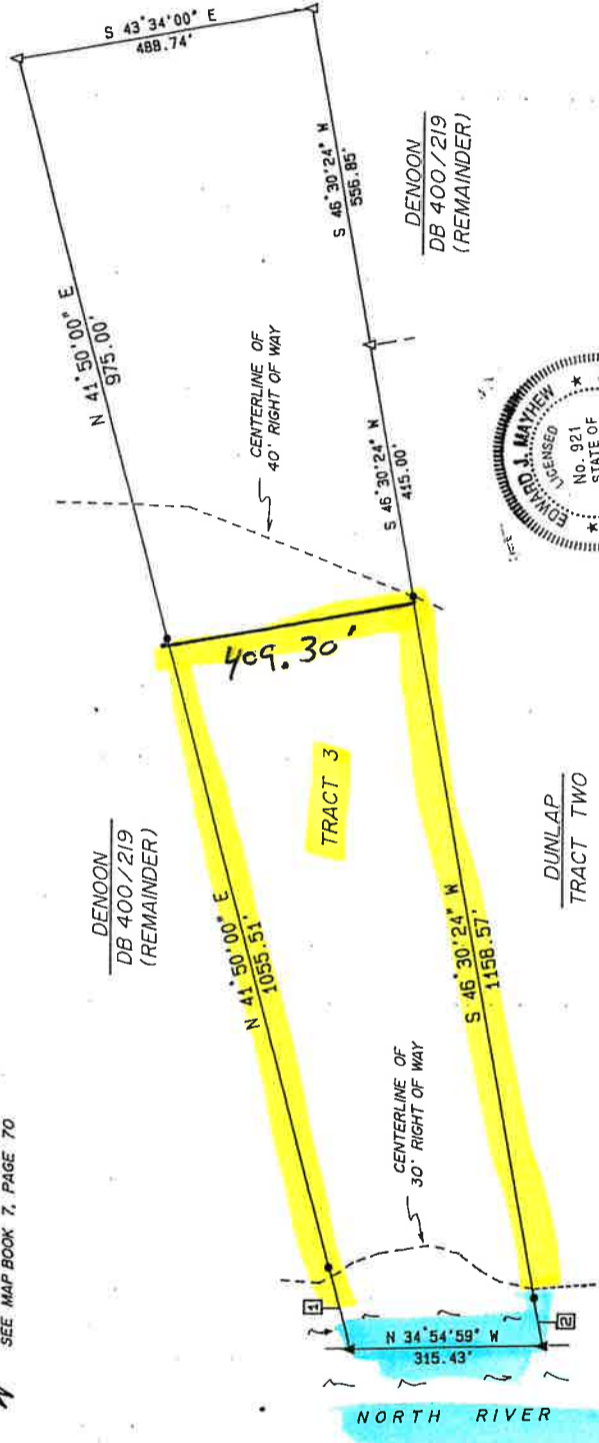 SEE MAP BOOK 7, PAGE 70
S 43°34'00" E
488.74'
N 41°50'00" E
975.00'
S 46°30'24" W
556.85'
DENOON
DB 400/219
(REMAINDER)
CENTERLINE OF
40' RIGHT OF WAY
S 46°30'24" W
415.00'
EDWARD J. MAYHEW
LICENSED
No. 921
STATE OF
409.30'
TRACT 3
DENOON
DB 400/219
(REMAINDER)
N 41°50'00" E
1055.51'
S 46°30'24" W
1158.57'
DUNLAP
TRACT TWO
CENTERLINE OF
30' RIGHT OF WAY
1
N 34°54'59" W
315.43'
2
NORTH RIVER